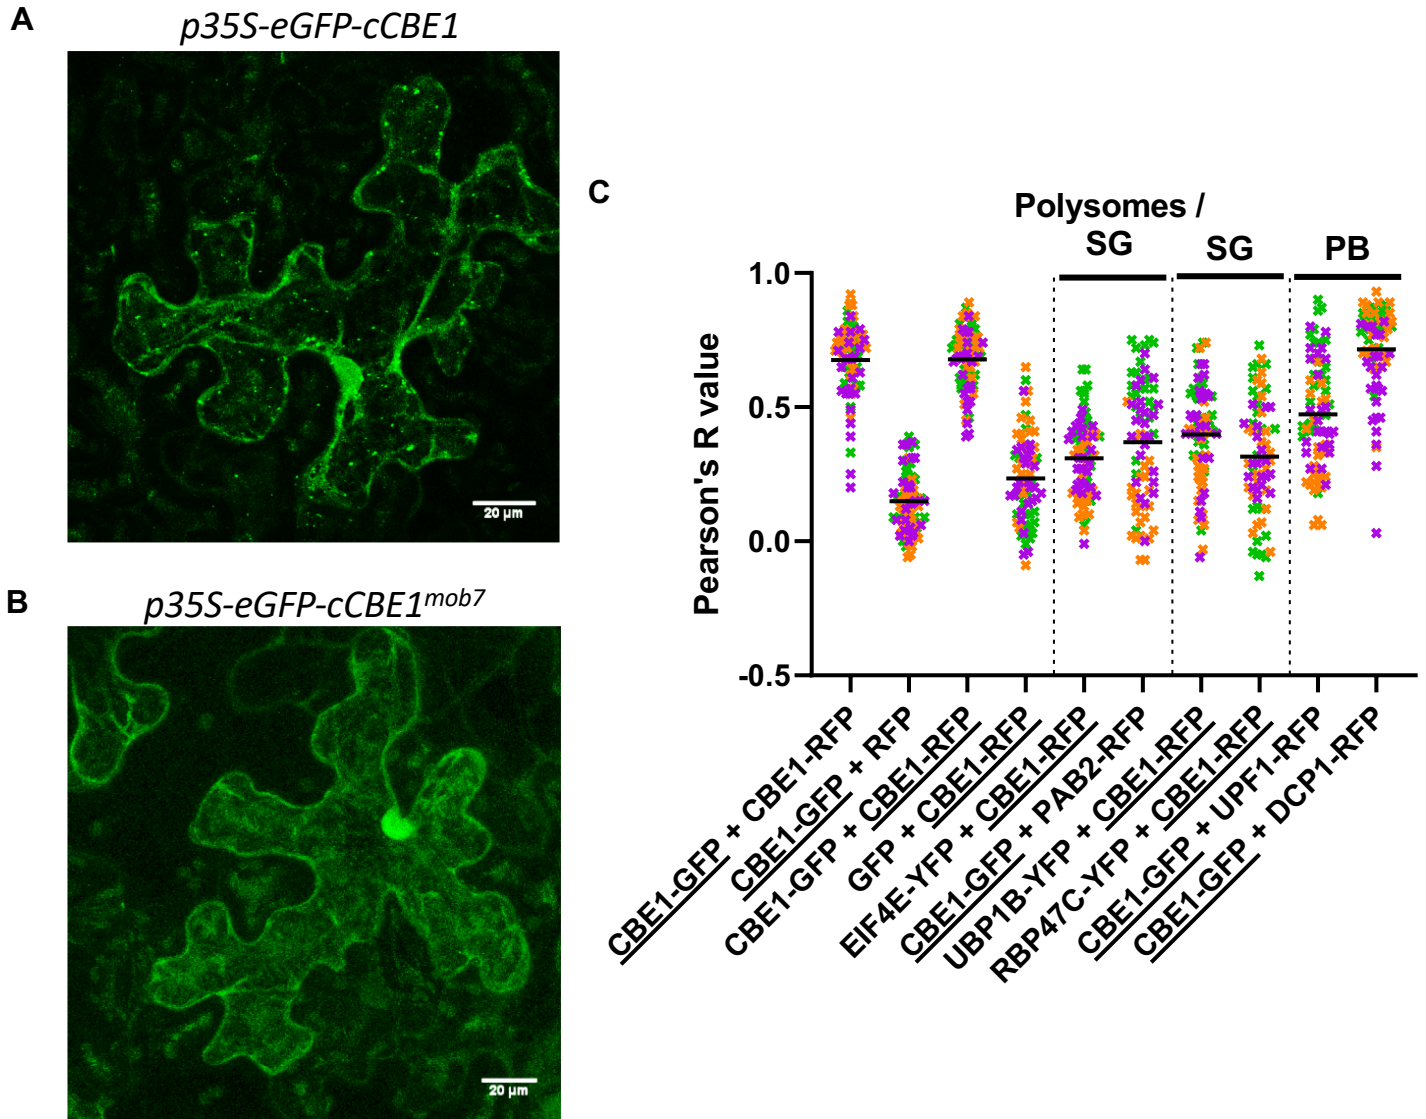 A
p35S-eGFP-cCBE1
20 µm
B
p35S-eGFP-cCBE1mob7
20 µm
C
Polysomes /
SG
SG
PB
Pearson's R value
1.0
0.5
0.0
-0.5
CBE1-GFP + CBE1-RFP
CBE1-GFP + RFP
CBE1-GFP + CBE1-RFP
GFP + CBE1-RFP
EIF4E-YFP + CBE1-RFP
CBE1-GFP + PAB2-RFP
UBP1B-YFP + CBE1-RFP
RBP47C-YFP + CBE1-RFP
CBE1-GFP + UPF1-RFP
CBE1-GFP + DCP1-RFP